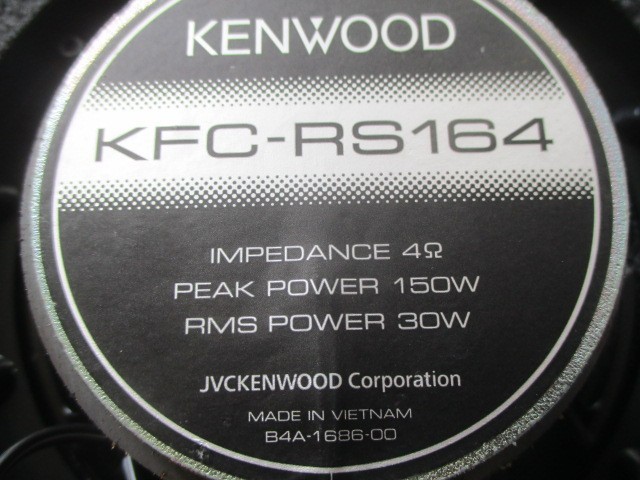 KENWOOD
KFC-RS164
IMPEDANCE 4Ω
PEAK POWER 150W
RMS POWER 30W
JVCKENWOOD Corporation
MADE IN VIETNAM
B4A-1686-00